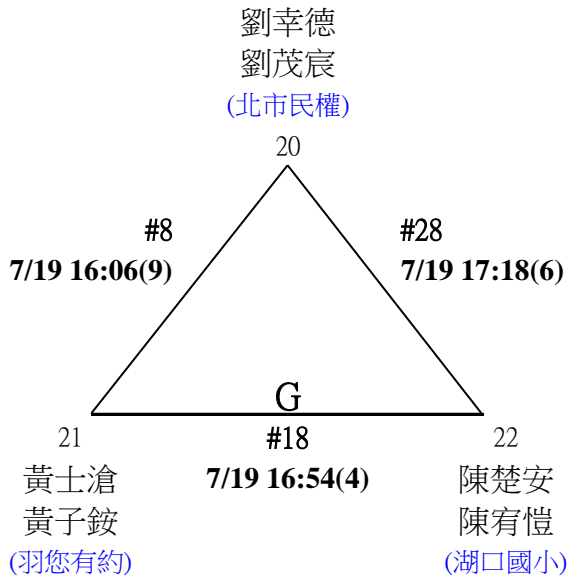 劉幸德
劉茂宸
(北市民權)
20
#8
#28
7/19 16:06(9)
7/19 17:18(6)
G
21
#18
22
黃士滄
7/19 16:54(4)
陳楚安
黃子銨
陳宥愷
(羽您有約)
(湖口國小)